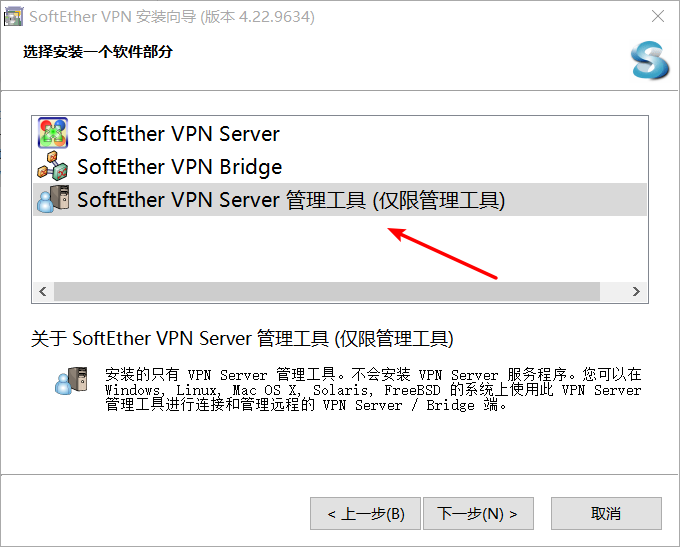 SoftEther VPN 安装向导 (版本 4.22.9634)
选择安装一个软件部分
SoftEther VPN Server
SoftEther VPN Bridge
SoftEther VPN Server 管理工具 (仅限管理工具)
关于 SoftEther VPN Server 管理工具 (仅限管理工具)
安装的只有 VPN Server 管理工具。不会安装 VPN Server 服务程序。您可以在
Windows, Linux, Mac OS X, Solaris, FreeBSD 的系统上使用此 VPN Server
管理工具进行连接和管理远程的 VPN Server / Bridge 端。
< 上一步(B)
下一步(N) >
取消